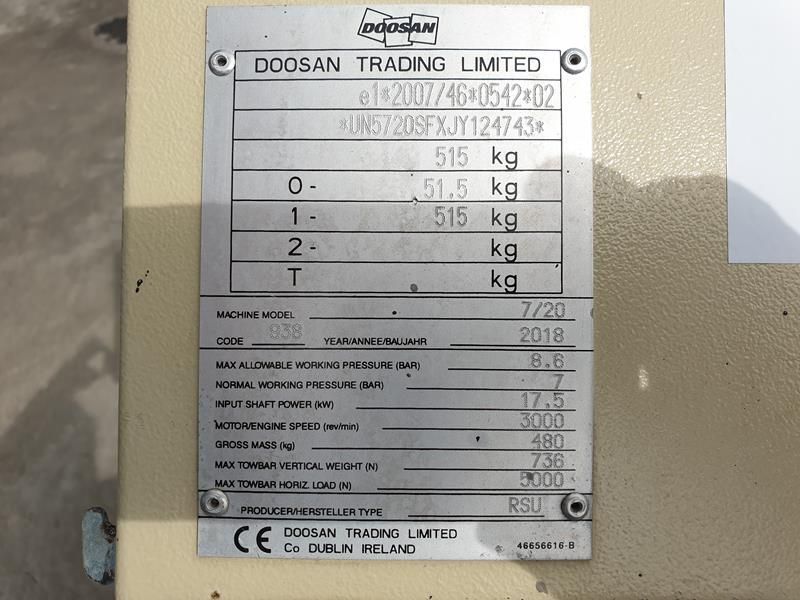 DOOSAN
DOOSAN TRADING LIMITED
e1*2007/46*0542*02
*UN5720SFXJY124743*
515 kg
0- 51.5 kg
1- 515 kg
2- kg
T kg
MACHINE MODEL 7/20
CODE 938 YEAR/ANNEE/BAUJAHR 2018
MAX ALLOWABLE WORKING PRESSURE (BAR) 8.6
NORMAL WORKING PRESSURE (BAR) 7
INPUT SHAFT POWER (kW) 17.5
MOTOR/ENGINE SPEED (rev/min) 3000
GROSS MASS (kg) 480
MAX TOWBAR VERTICAL WEIGHT (N) 736
MAX TOWBAR HORIZ. LOAD (N) 5000
PRODUCER/HERSTELLER TYPE RSU
CE DOOSAN TRADING LIMITED
Co DUBLIN IRELAND 46656616-B